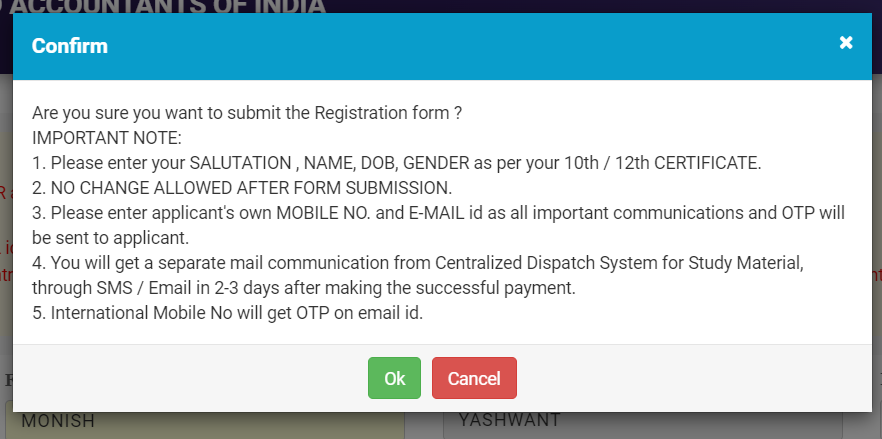 ACCOUNTANTS OF INDIA
Confirm
Are you sure you want to submit the Registration form ?
IMPORTANT NOTE:
1. Please enter your SALUTATION , NAME, DOB, GENDER as per your 10th / 12th CERTIFICATE.
2. NO CHANGE ALLOWED AFTER FORM SUBMISSION.
3. Please enter applicant's own MOBILE NO. and E-MAIL id as all important communications and OTP will
be sent to applicant.
4. You will get a separate mail communication from Centralized Dispatch System for Study Material,
through SMS / Email in 2-3 days after making the successful payment.
5. International Mobile No will get OTP on email id.
Ok Cancel
MONISH YASHWANT